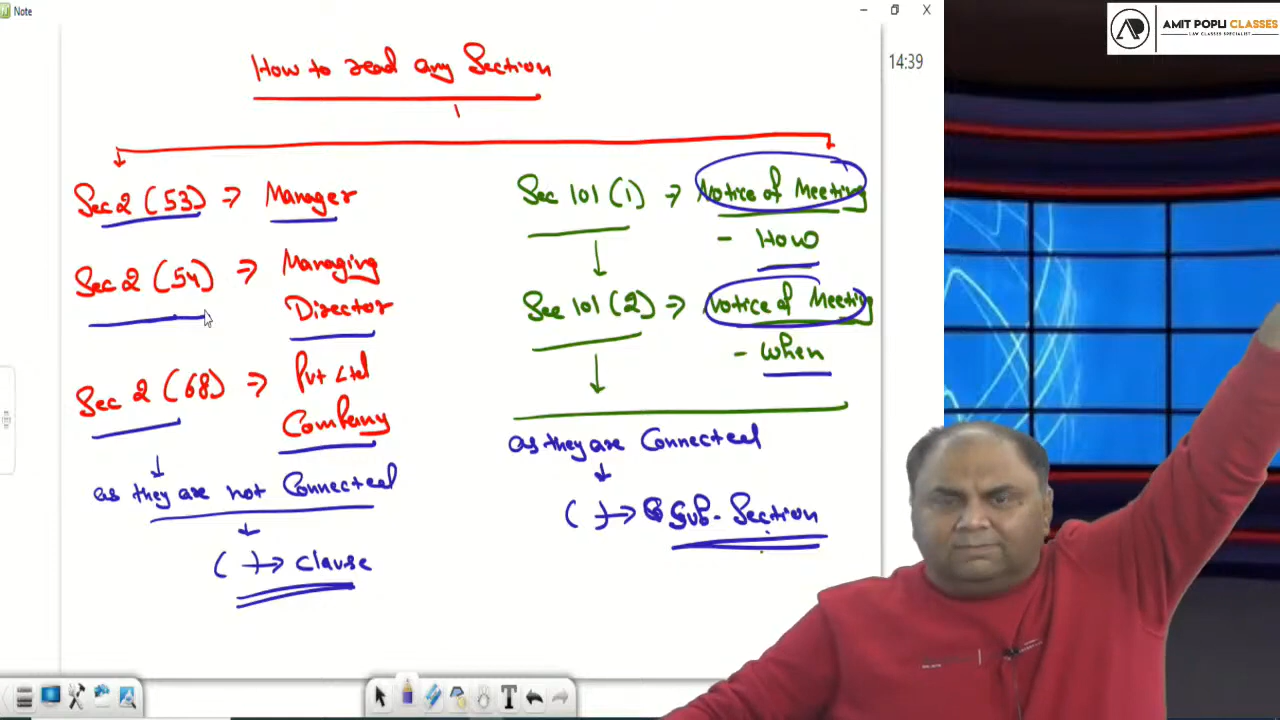 Note
AMIT POPLI CLASSES
LAW CLASSES SPECIALIST
14:39
How to read any Section
Sec 2 (53) => Manager
Sec 2 (54) => Managing
Director
Sec 2 (68) => Pvt Ltd
Company
as they are not Connected
( ) -> Clause
Sec 101 (1) => Notice of Meeting
- How
Sec 101 (2) => Notice of Meeting
- When
as they are Connected
( ) -> Sub-Section